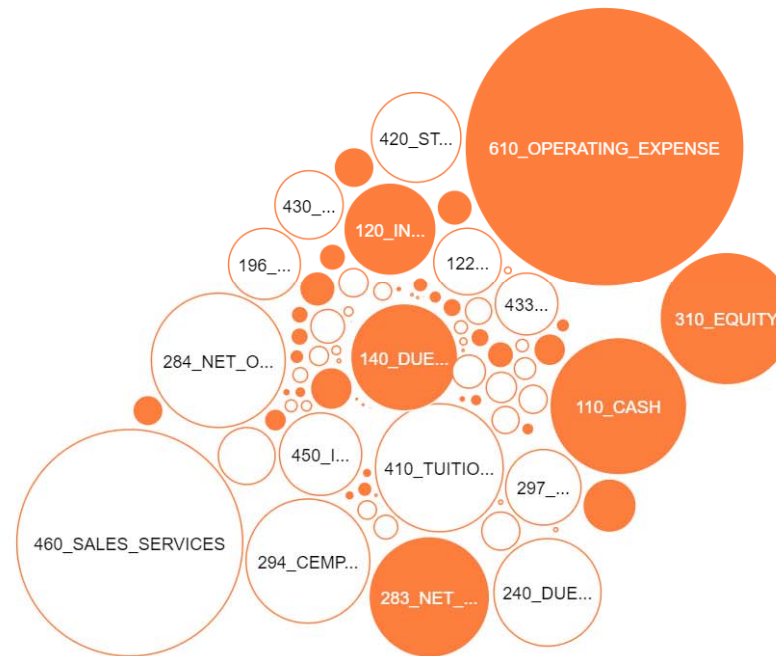 420_ST...
610_OPERATING_EXPENSE
430_...
120_IN...
196_...
122...
433...
310_EQUITY
284_NET_O...
140_DUE...
110_CASH
450_I...
410_TUITIO...
297_...
460_SALES_SERVICES
294_CEMP...
283_NET_...
240_DUE...